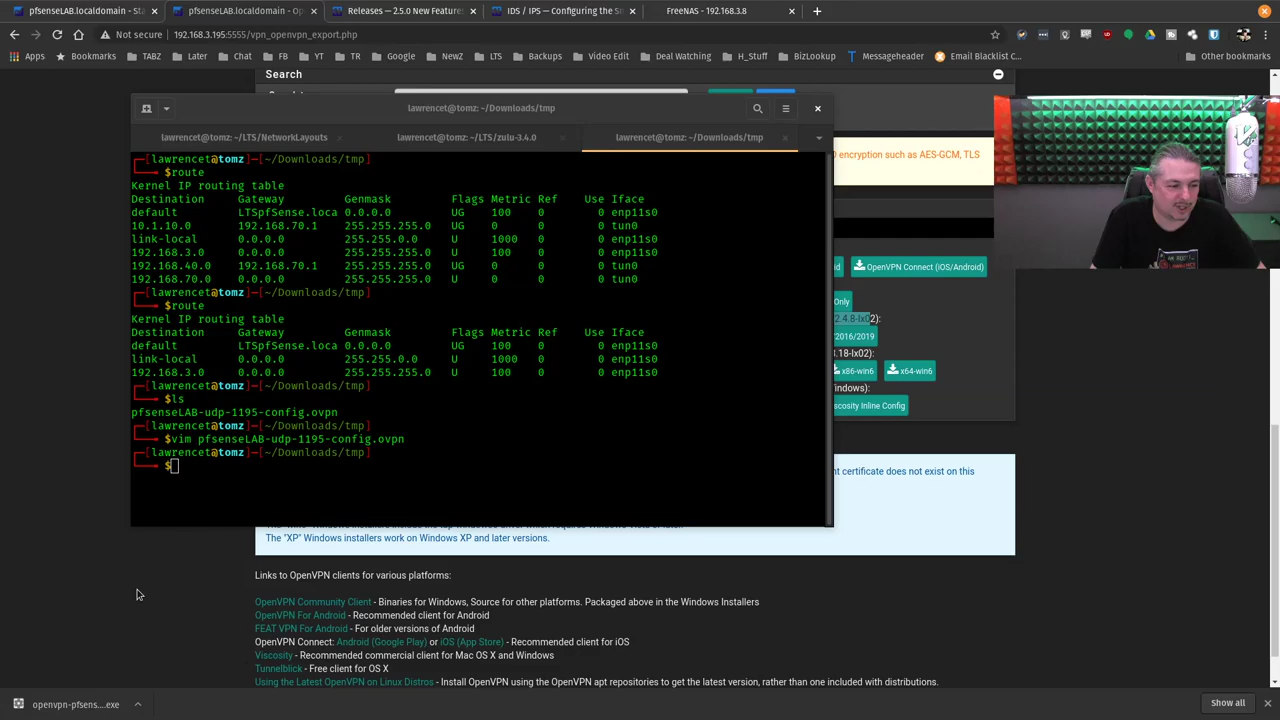 pfsenseLAB.localdomain - Sta
pfsenseLAB.localdomain - Op
Releases — 2.5.0 New Feature
IDS / IPS — Configuring the Sn
FreeNAS - 192.168.3.8
Not secure
192.168.3.195:5555/vpn_openvpn_export.php
Apps
Bookmarks
TABZ
Later
Chat
FB
YT
TR
Google
NewZ
LTS
Backups
Video Edit
Deal Watching
H_Stuff
BizLookup
Messageheader
Email Blacklist C...
Other bookmarks
Search
lawrencet@tomz: ~/Downloads/tmp
lawrencet@tomz: ~/LTS/NetworkLayouts
lawrencet@tomz: ~/LTS/zulu-3.4.0
lawrencet@tomz: ~/Downloads/tmp
[lawrencet@tomz]—[~/Downloads/tmp]
$route
Kernel IP routing table
Destination Gateway Genmask Flags Metric Ref Use Iface
default LTSpfSense.loca 0.0.0.0 UG 100 0 0 enp11s0
10.1.10.0 192.168.70.1 255.255.255.0 UG 0 0 0 tun0
link-local 0.0.0.0 255.255.0.0 U 1000 0 0 enp11s0
192.168.3.0 0.0.0.0 255.255.255.0 U 100 0 0 enp11s0
192.168.40.0 192.168.70.1 255.255.255.0 UG 0 0 0 tun0
192.168.70.0 0.0.0.0 255.255.255.0 U 0 0 0 tun0
[lawrencet@tomz]—[~/Downloads/tmp]
$route
Kernel IP routing table
Destination Gateway Genmask Flags Metric Ref Use Iface
default LTSpfSense.loca 0.0.0.0 UG 100 0 0 enp11s0
link-local 0.0.0.0 255.255.0.0 U 1000 0 0 enp11s0
192.168.3.0 0.0.0.0 255.255.255.0 U 100 0 0 enp11s0
[lawrencet@tomz]—[~/Downloads/tmp]
$ls
pfsenseLAB-udp-1195-config.ovpn
[lawrencet@tomz]—[~/Downloads/tmp]
$vim pfsenseLAB-udp-1195-config.ovpn
[lawrencet@tomz]—[~/Downloads/tmp]
$
encryption such as AES-GCM, TLS
OpenVPN Connect (iOS/Android)
Only
2.4.8-Ix02):
2016/2019
.18-Ix02):
x86-win6
x64-win6
indows):
scosity Inline Config
nt certificate does not exist on this
The "XP" Windows installers work on Windows XP and later versions.
Links to OpenVPN clients for various platforms:
OpenVPN Community Client - Binaries for Windows, Source for other platforms. Packaged above in the Windows Installers
OpenVPN For Android - Recommended client for Android
FEAT VPN For Android - For older versions of Android
OpenVPN Connect: Android (Google Play) or iOS (App Store) - Recommended client for iOS
Viscosity - Recommended commercial client for Mac OS X and Windows
Tunnelblick - Free client for OS X
Using the Latest OpenVPN on Linux Distros - Install OpenVPN using the OpenVPN apt repositories to get the latest version, rather than one included with distributions.
openvpn-pfsens....exe
Show all